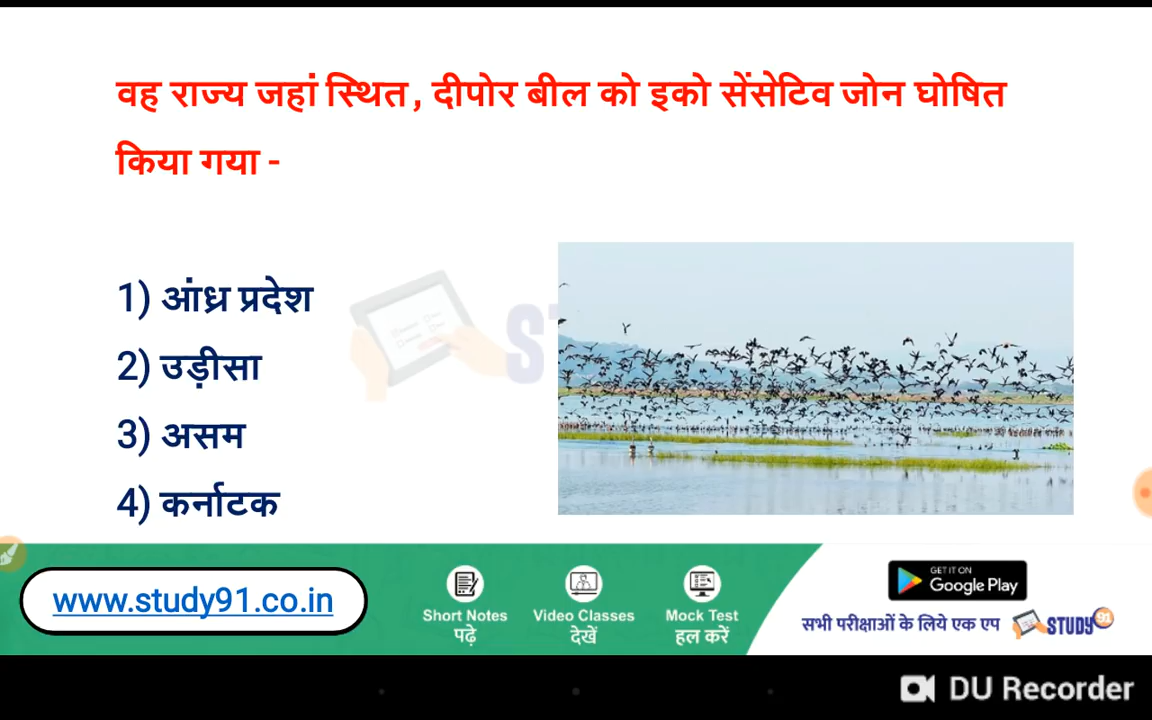 वह राज्य जहां स्थित, दीपोर बील को इको सेंसेटिव जोन घोषित
किया गया -
1) आंध्र प्रदेश
2) उड़ीसा
3) असम
4) कर्नाटक
ST
www.study91.co.in
Short Notes
पढ़े
Video Classes
देखें
Mock Test
हल करें
GET IT ON
Google Play
सभी परीक्षाओं के लिये एक एप
STUDY 91
DU Recorder